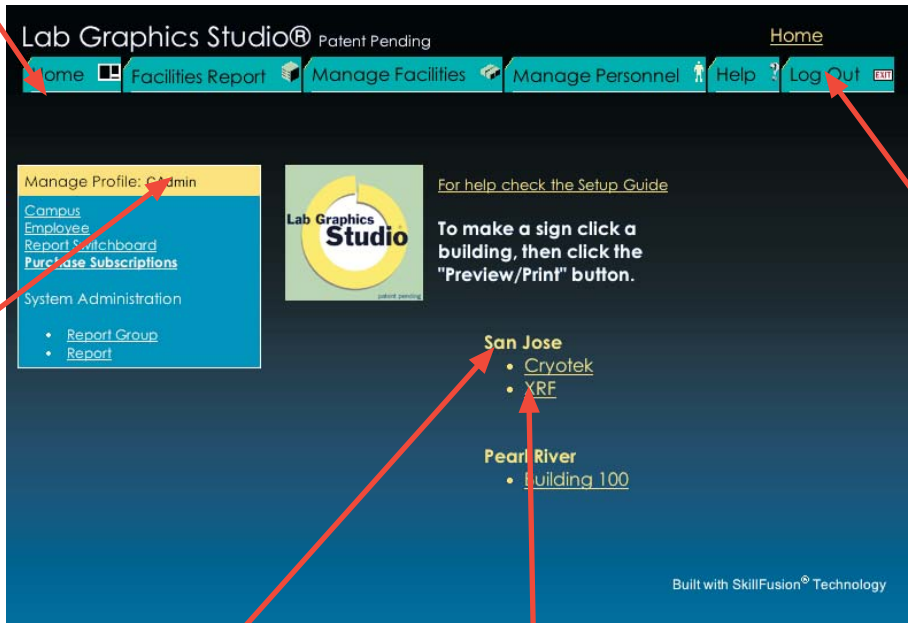 Lab Graphics Studio® Patent Pending
Home
Home Facilities Report Manage Facilities Manage Personnel Help ? Log Out EXIT
Manage Profile: CAdmin
Campus
Employee
Report Switchboard
Purchase Subscriptions
System Administration
• Report Group
• Report
Lab Graphics
Studio
patent pending
For help check the Setup Guide
To make a sign click a
building, then click the
"Preview/Print" button.
San Jose
• Cryotek
• XRF
Pearl River
• Building 100
Built with SkillFusion® Technology